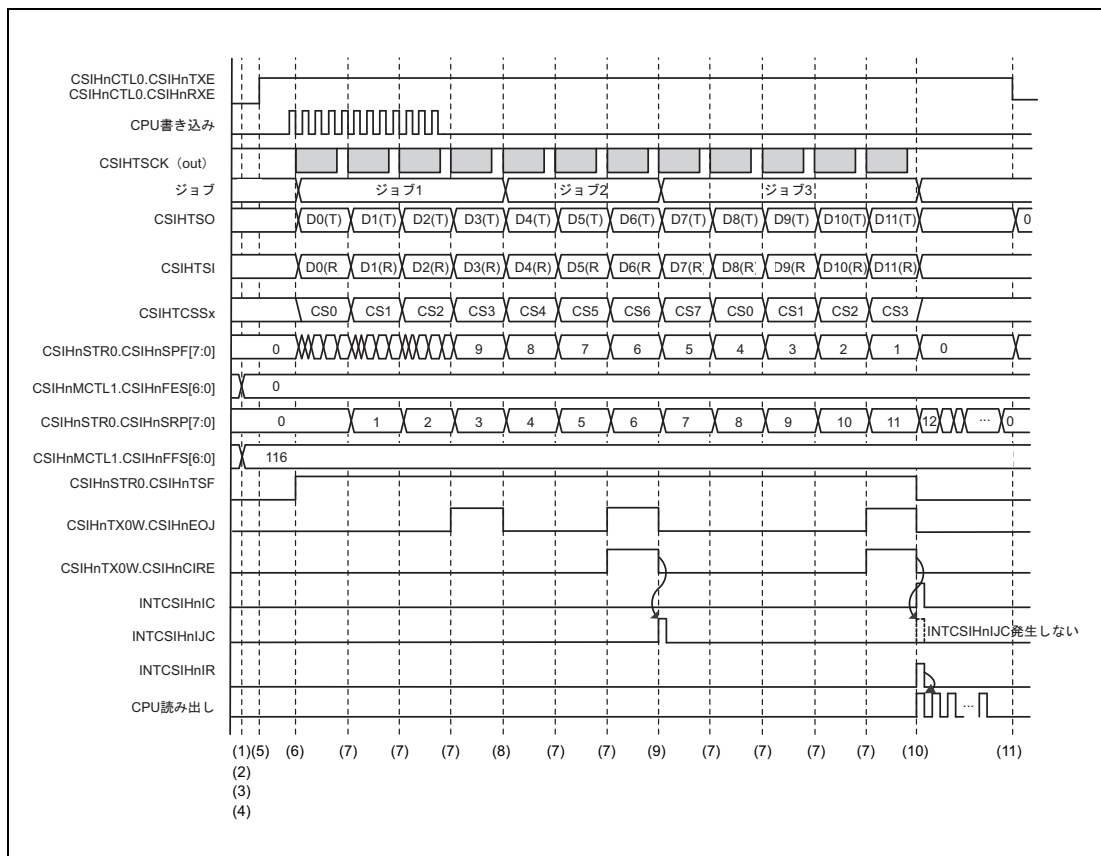 CSIHnCTL0.CSIHnTXE
CSIHnCTL0.CSIHnRXE
CPU書き込み
CSIHTSCK（out）
ジョブ ジョブ1 ジョブ2 ジョブ3
CSIHTSO D0(T) D1(T) D2(T) D3(T) D4(T) D5(T) D6(T) D7(T) D8(T) D9(T) D10(T) D11(T) 0
CSIHTSI D0(R D1(R) D2(R) D3(R) D4(R) D5(R D6(R D7(R) D8(R) D9(R D10(R) D11(R)
CSIHTCSSx CS0 CS1 CS2 CS3 CS4 CS5 CS6 CS7 CS0 CS1 CS2 CS3
CSIHnSTR0.CSIHnSPF[7:0] 0 9 8 7 6 5 4 3 2 1 0
CSIHnMCTL1.CSIHnFES[6:0] 0
CSIHnSTR0.CSIHnSRP[7:0] 0 1 2 3 4 5 6 7 8 9 10 11 12 ... 0
CSIHnMCTL1.CSIHnFFS[6:0] 116
CSIHnSTR0.CSIHnTSF
CSIHnTX0W.CSIHnEOJ
CSIHnTX0W.CSIHnCIRE
INTCSIHnIC
INTCSIHnIJC INTCSIHnIJC発生しない
INTCSIHnIR
CPU読み出し ...
(1)(5) (6) (7) (7) (7) (8) (7) (7) (9) (7) (7) (7) (7) (10) (11)
(2)
(3)
(4)